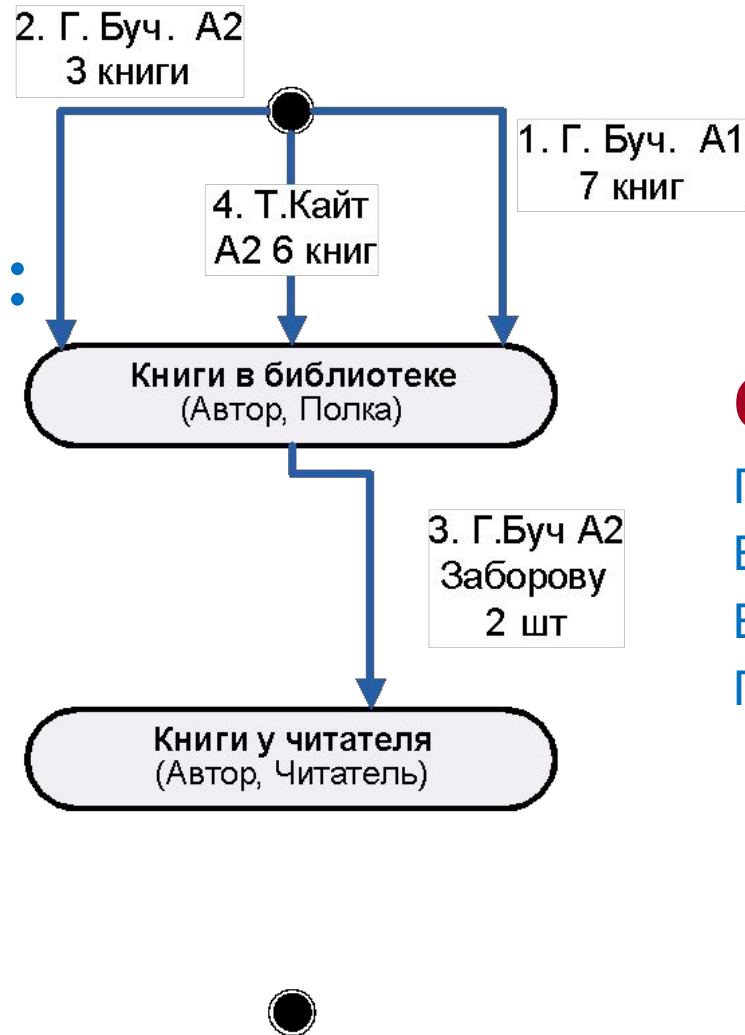 2. Г. Буч. А2
3 книги
1. Г. Буч. А1
7 книг
4. Т.Кайт
А2 6 книг
Книги в библиотеке
(Автор, Полка)
3. Г.Буч А2
Заборову
2 шт
Книги у читателя
(Автор, Читатель)